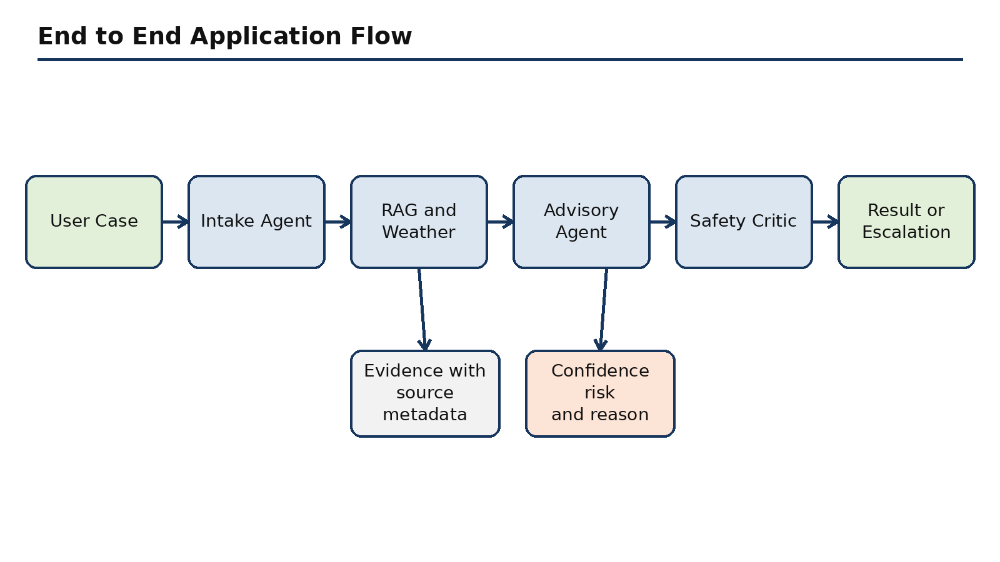 End to End Application Flow
User Case
Intake Agent
RAG and
Weather
Advisory
Agent
Safety Critic
Result or
Escalation
Evidence with
source
metadata
Confidence
risk
and reason